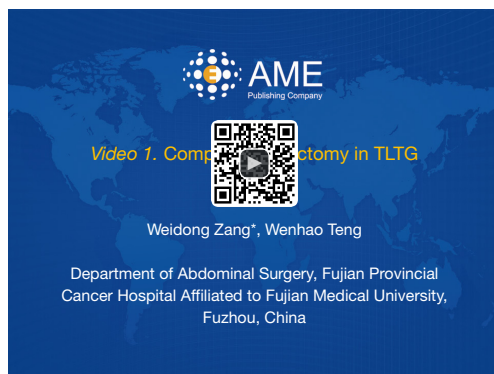 AME
Publishing Company
Video 1. Comp ctomy in TLTG
Weidong Zang*, Wenhao Teng
Department of Abdominal Surgery, Fujian Provincial
Cancer Hospital Affiliated to Fujian Medical University,
Fuzhou, China